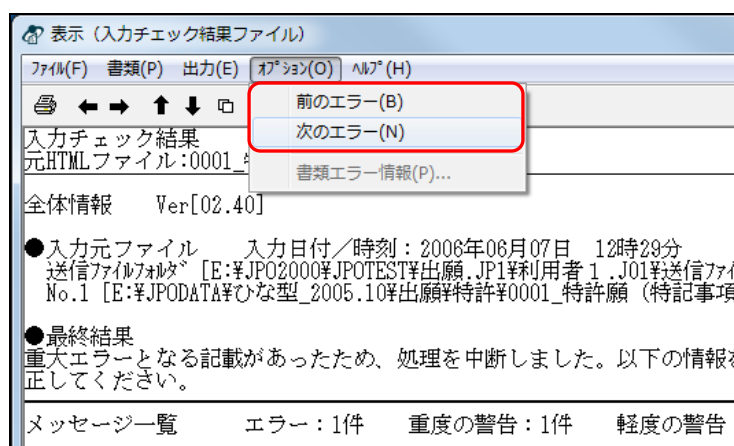 表示（入力チェック結果ファイル）
ﾌｧｲﾙ(F) 書類(P) 出力(E) ｵﾌﾟｼｮﾝ(O) ﾍﾙﾌﾟ(H)
前のエラー(B)
次のエラー(N)
書類エラー情報(P)...
入力チェック結果
元HTMLファイル:0001_
全体情報 Ver[02.40]
●入力元ファイル 入力日付／時刻：2006年06月07日 12時29分
送信ﾌｧｲﾙﾌｫﾙﾀﾞ [E:¥JPO2000¥JPOTEST¥出願.JP1¥利用者１.J01¥送信ﾌｧｲ
No.1 [E:¥JPODATA¥ひな型_2005.10¥出願¥特許¥0001_特許願（特記事項
●最終結果
重大エラーとなる記載があったため、処理を中断しました。以下の情報を
正してください。
メッセージ一覧 エラー：1件 重度の警告：1件 軽度の警告